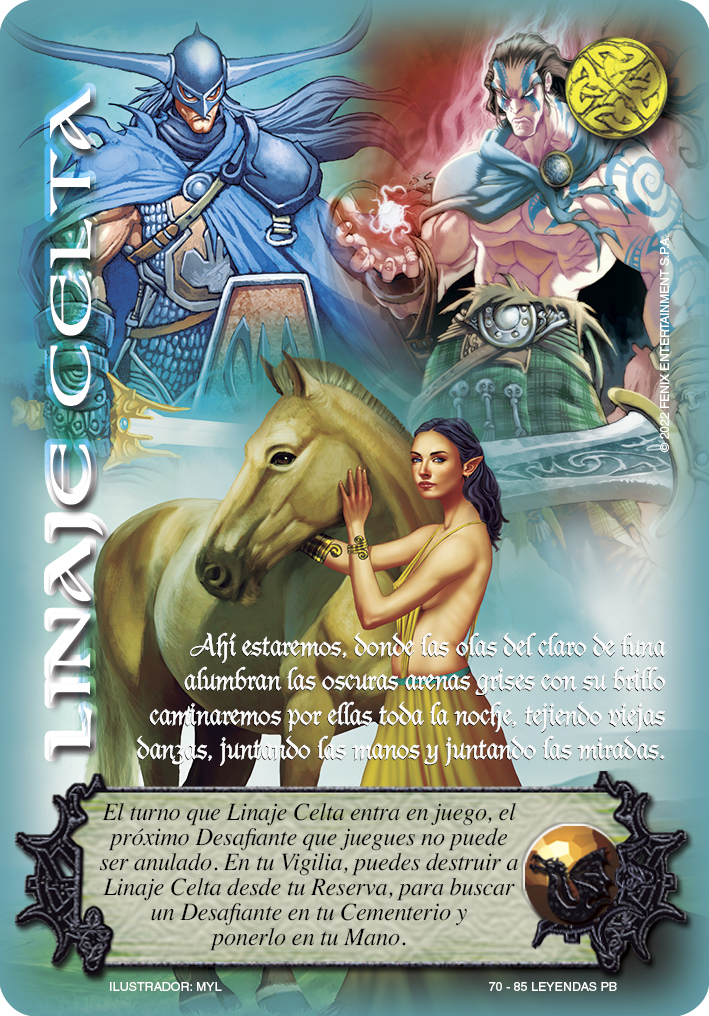 LINAJE CELTA
© 2022 FENIX ENTERTAINMENT S.PA.
Ahí estaremos, donde las olas del claro de luna
alumbran las oscuras arenas grises con su brillo
caminaremos por ellas toda la noche, tejiendo viejas
danzas, juntando las manos y juntando las miradas.
El turno que Linaje Celta entra en juego, el
próximo Desafiante que juegues no puede
ser anulado. En tu Vigilia, puedes destruir a
Linaje Celta desde tu Reserva, para buscar
un Desafiante en tu Cementerio y
ponerlo en tu Mano.
ILUSTRADOR: MYL
70 - 85 LEYENDAS PB